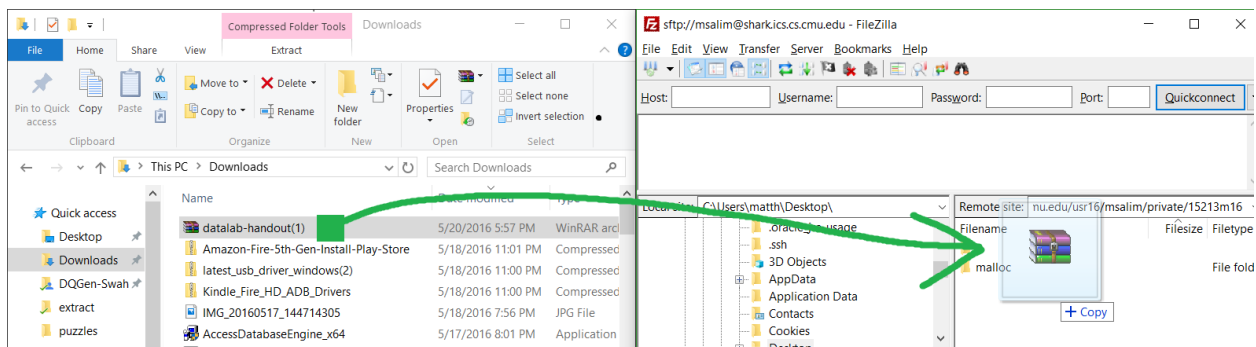 Compressed Folder Tools Downloads
File Home Share View Extract
Pin to Quick access
Copy
Paste
Clipboard
Move to
Copy to
Delete
Rename
Organize
New folder
New
Properties
Open
Select all
Select none
Invert selection
Select
This PC > Downloads
Search Downloads
Name
Quick access
Desktop
Downloads
DQGen-Swah
extract
puzzles
datalab-handout(1) 5/20/2016 5:57 PM WinRAR arc
Amazon-Fire-5th-Gen-Install-Play-Store 5/18/2016 11:01 PM Compressed
latest_usb_driver_windows(2) 5/18/2016 11:00 PM Compressed
Kindle_Fire_HD_ADB_Drivers 5/18/2016 11:00 PM Compressed
IMG_20160517_144714305 5/18/2016 7:56 PM JPG File
AccessDatabaseEngine_x64 5/17/2016 8:01 PM Application
sftp://msalim@shark.ics.cs.cmu.edu - FileZilla
File Edit View Transfer Server Bookmarks Help
Host: Username: Password: Port: Quickconnect
C:\Users\matth\Desktop\
.ssh
3D Objects
AppData
Application Data
Contacts
Cookies
Desktop
Remote site: nu.edu/usr16/msalim/private/15213m16
Filename Filesize Filetype
malloc File fold
+ Copy